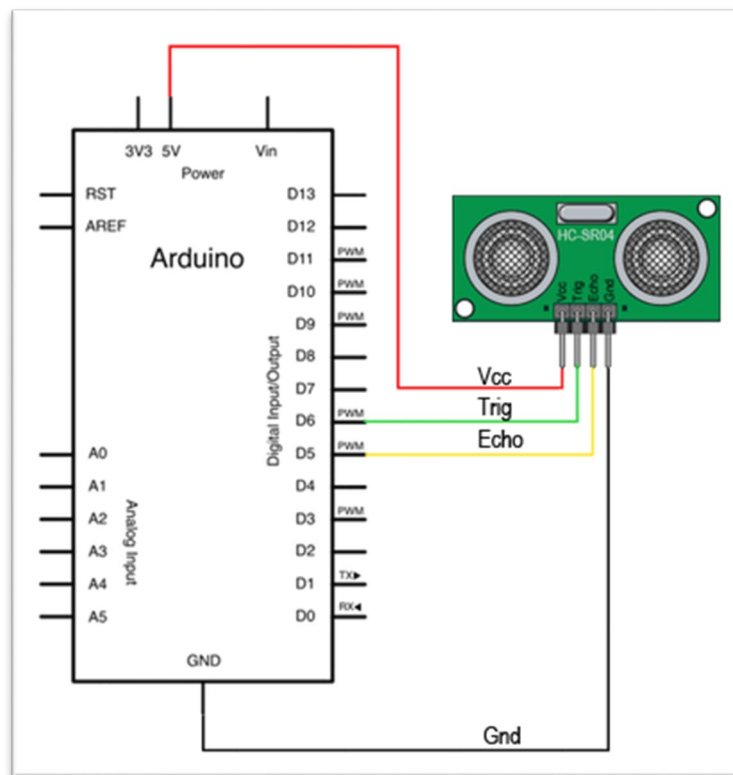 3V3 5V Vin
Power
RST D13
AREF D12
Arduino D11 PWM
D10 PWM
D9 PWM
D8
D7
D6 PWM
A0 D5 PWM
A1 D4
A2 D3 PWM
A3 D2
A4 D1 TX▶
A5 D0 RX◀
Digital Input/Output
Analog Input
GND
HC-SR04
Vcc Trig Echo Gnd
Vcc
Trig
Echo
Gnd